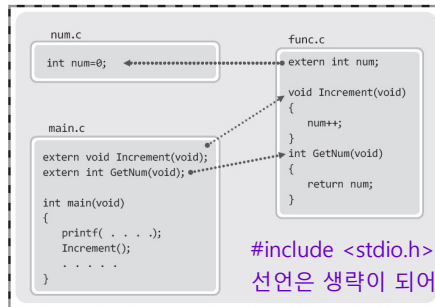 num.c
int num=0;
func.c
extern int num;
void Increment(void)
{
num++;
}
int GetNum(void)
{
return num;
}
main.c
extern void Increment(void);
extern int GetNum(void);
int main(void)
{
printf( . . . .);
Increment();
. . . . .
}
#include <stdio.h>
선언은 생략이 되어